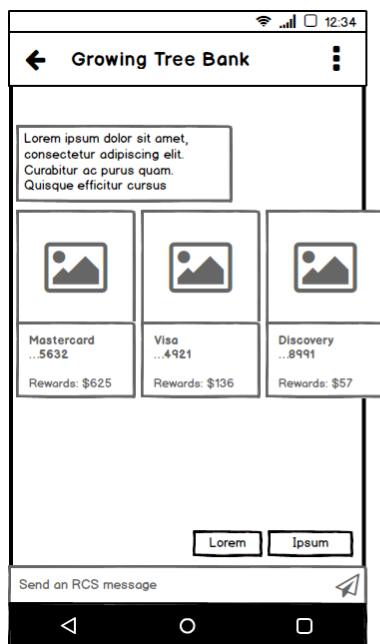 12:34
Growing Tree Bank
Lorem ipsum dolor sit amet,
consectetur adipiscing elit.
Curabitur ac purus quam.
Quisque efficitur cursus
Mastercard
...5632
Rewards: $625
Visa
...4921
Rewards: $136
Discovery
...8991
Rewards: $57
Lorem
Ipsum
Send an RCS message